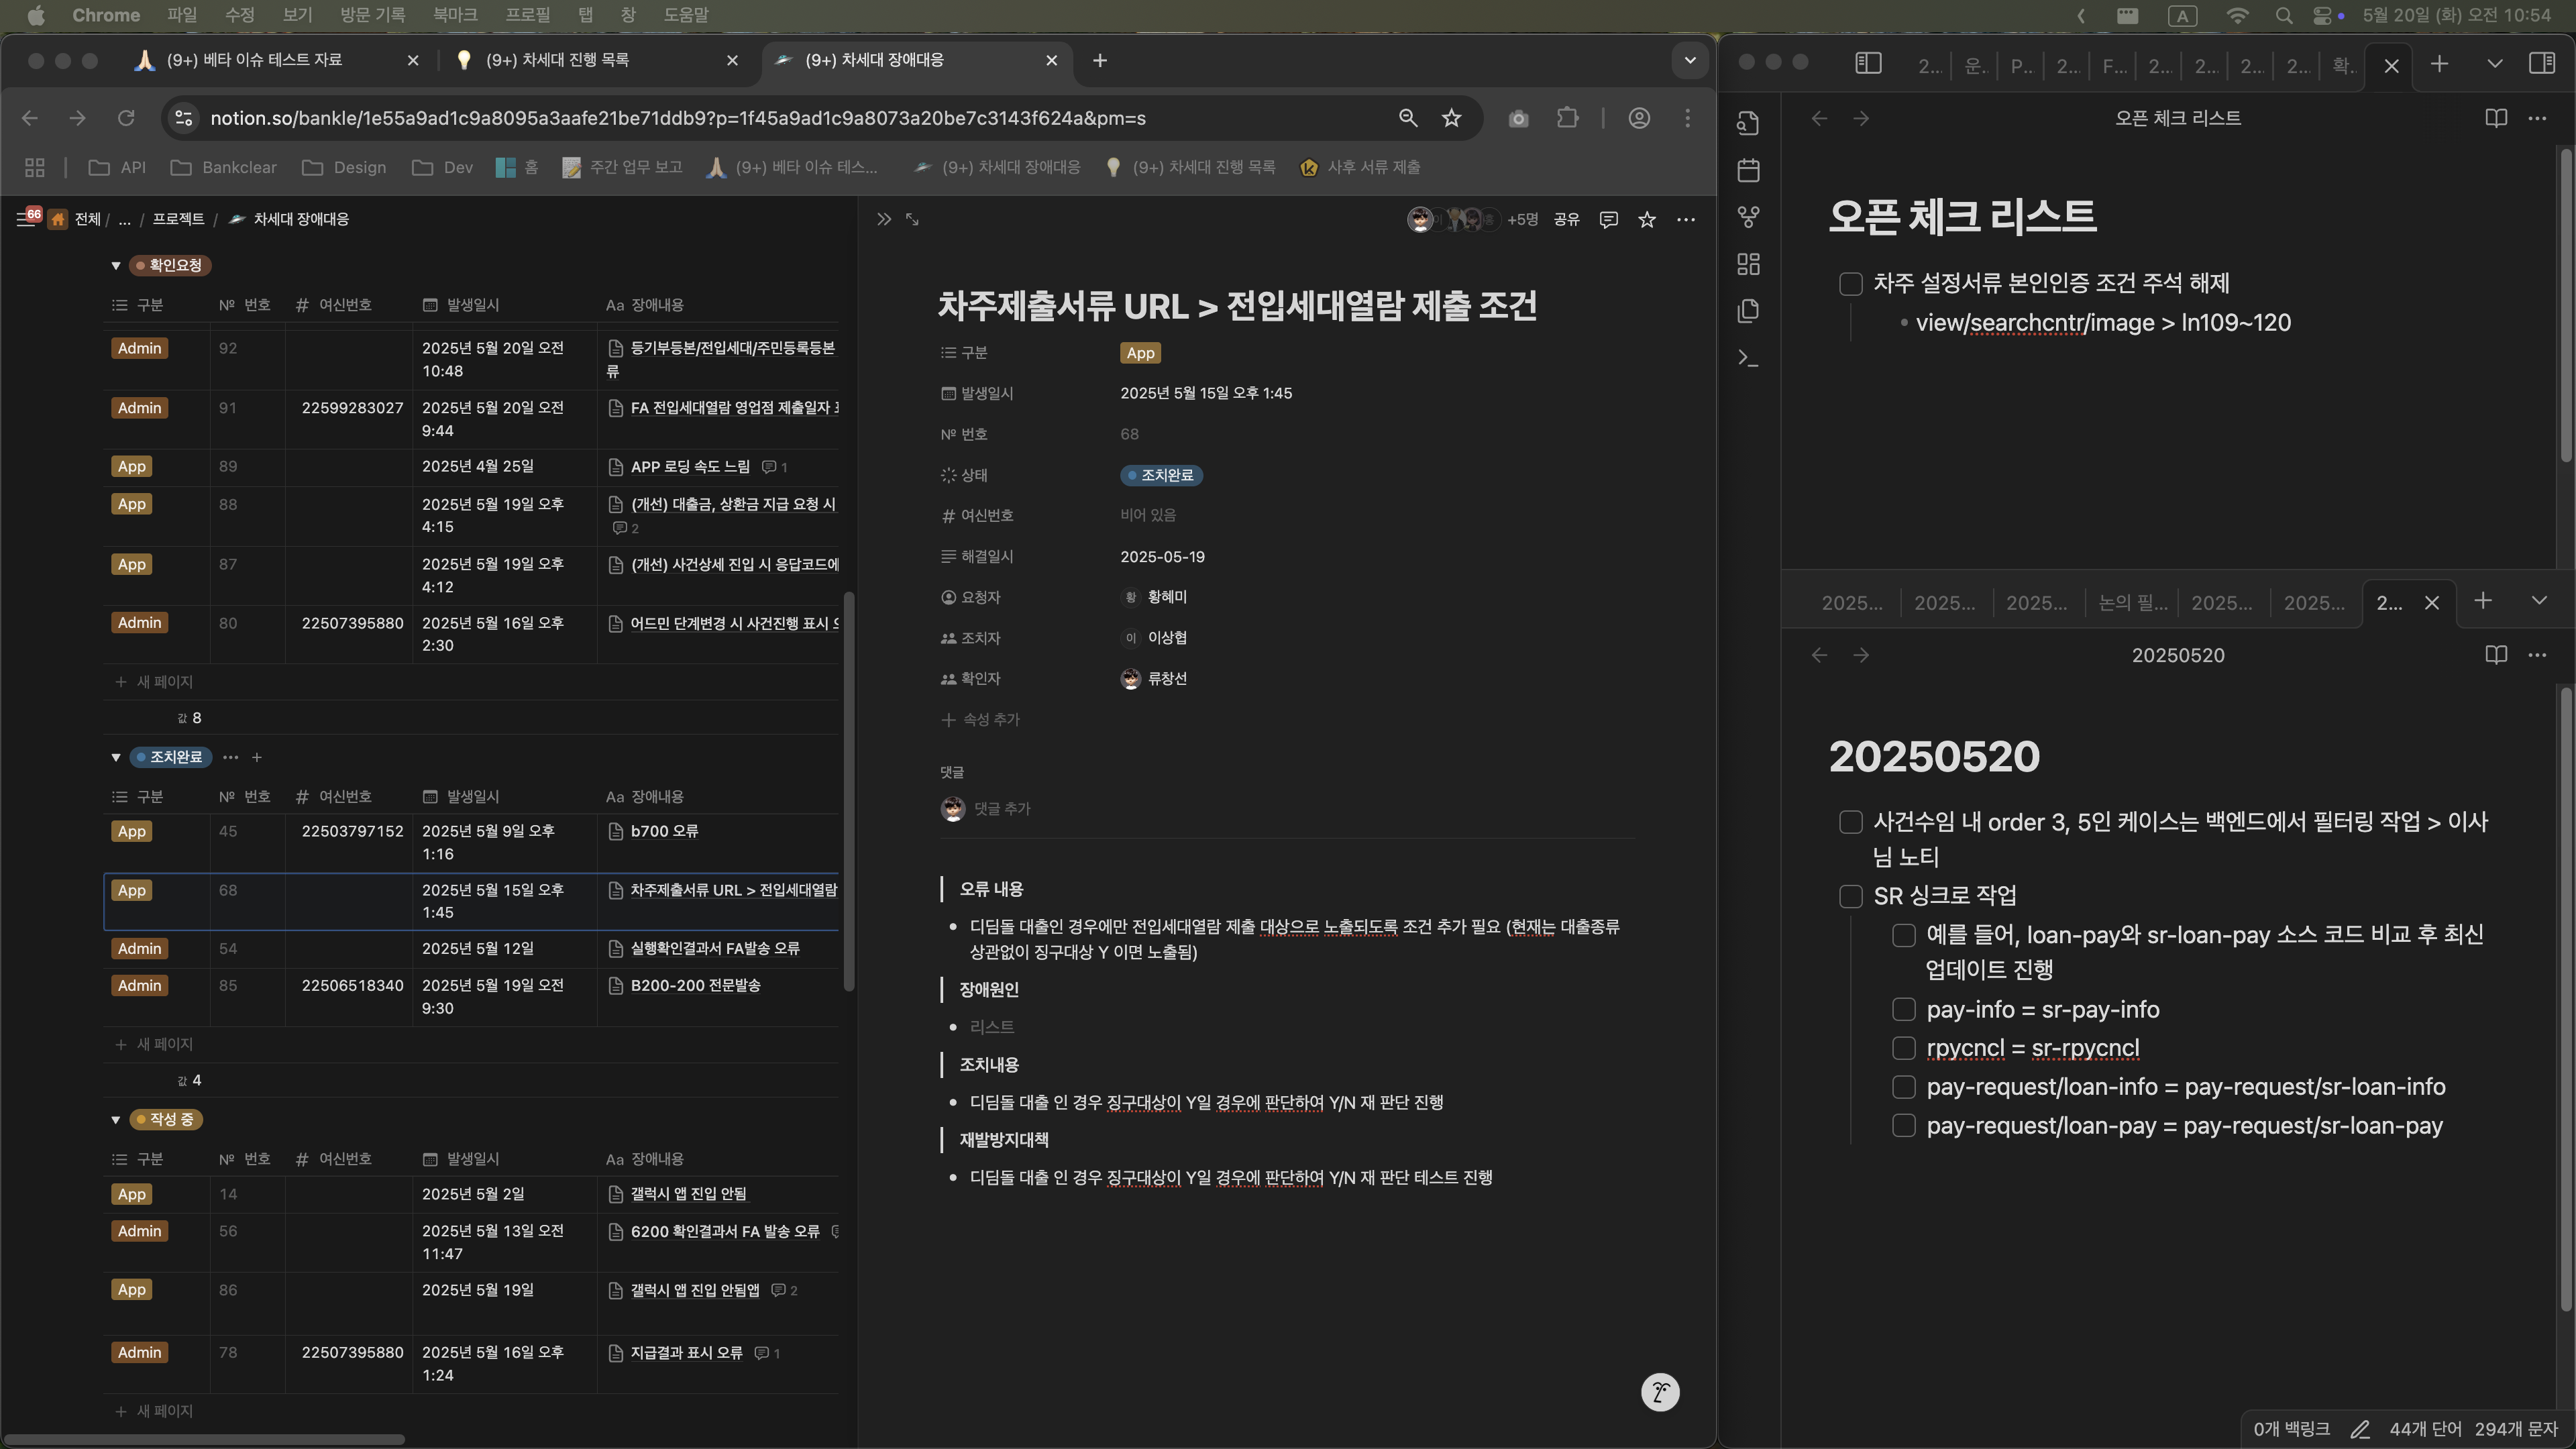 Chrome 파일 수정 보기 방문 기록 북마크 프로필 탭 창 도움말
A 5월 20일 (화) 오전 10:54
(9+) 베타 이슈 테스트 자료
(9+) 차세대 진행 목록
(9+) 차세대 장애대응
notion.so/bankle/1e55a9ad1c9a8095a3aafe21be71ddb9?p=1f45a9ad1c9a8073a20be7c3143f624a&pm=s
API Bankclear Design Dev 홈 주간 업무 보고 (9+) 베타 이슈 테스... (9+) 차세대 장애대응 (9+) 차세대 진행 목록 사후 서류 제출
66 전체 / ... / 프로젝트 / 차세대 장애대응
확인요청
구분 Nº 번호 # 여신번호 발생일시 Aa 장애내용
Admin 92 2025년 5월 20일 오전 등기부등본/전입세대/주민등록등본
10:48 류
Admin 91 22599283027 2025년 5월 20일 오전 FA 전입세대열람 영업점 제출일자
9:44
App 89 2025년 4월 25일 APP 로딩 속도 느림 1
App 88 2025년 5월 19일 오후 (개선) 대출금, 상환금 지급 요청 시
4:15 2
App 87 2025년 5월 19일 오후 (개선) 사건상세 진입 시 응답코드에
4:12
Admin 80 22507395880 2025년 5월 16일 오후 어드민 단계변경 시 사건진행 표시
2:30
+ 새 페이지
값 8
조치완료 ... +
구분 Nº 번호 # 여신번호 발생일시 Aa 장애내용
App 45 22503797152 2025년 5월 9일 오후 b700 오류
1:16
App 68 2025년 5월 15일 오후 차주제출서류 URL > 전입세대열람
1:45
Admin 54 2025년 5월 12일 실행확인결과서 FA발송 오류
Admin 85 22506518340 2025년 5월 19일 오전 B200-200 전문발송
9:30
+ 새 페이지
값 4
작성 중
구분 Nº 번호 # 여신번호 발생일시 Aa 장애내용
App 14 2025년 5월 2일 갤럭시 앱 진입 안됨
Admin 56 2025년 5월 13일 오전 6200 확인결과서 FA 발송 오류
11:47
App 86 2025년 5월 19일 갤럭시 앱 진입 안됨앱 2
Admin 78 22507395880 2025년 5월 16일 오후 지급결과 표시 오류 1
1:24
+ 새 페이지
+5명 공유
차주제출서류 URL > 전입세대열람 제출 조건
구분 App
발생일시 2025년 5월 15일 오후 1:45
Nº 번호 68
상태 조치완료
# 여신번호 비어 있음
해결일시 2025-05-19
요청자 황 황혜미
조치자 이 이상협
확인자 류창선
+ 속성 추가
댓글
댓글 추가
오류 내용
• 디딤돌 대출인 경우에만 전입세대열람 제출 대상으로 노출되도록 조건 추가 필요 (현재는 대출종류
상관없이 징구대상 Y 이면 노출됨)
장애원인
• 리스트
조치내용
• 디딤돌 대출 인 경우 징구대상이 Y일 경우에 판단하여 Y/N 재 판단 진행
재발방지대책
• 디딤돌 대출 인 경우 징구대상이 Y일 경우에 판단하여 Y/N 재 판단 테스트 진행
2... 운. P... 2... F... 2... 2... 2... 2... 확.
오픈 체크 리스트
오픈 체크 리스트
차주 설정서류 본인인증 조건 주석 해제
• view/searchcntr/image > ln109~120
2025... 2025... 2025... 논의 필... 2025... 2025... 2...
20250520
20250520
사건수임 내 order 3, 5인 케이스는 백엔드에서 필터링 작업 > 이사
님 노티
SR 싱크로 작업
예를 들어, loan-pay와 sr-loan-pay 소스 코드 비교 후 최신
업데이트 진행
pay-info = sr-pay-info
rpycncl = sr-rpycncl
pay-request/loan-info = pay-request/sr-loan-info
pay-request/loan-pay = pay-request/sr-loan-pay
0개 백링크 44개 단어 294개 문자